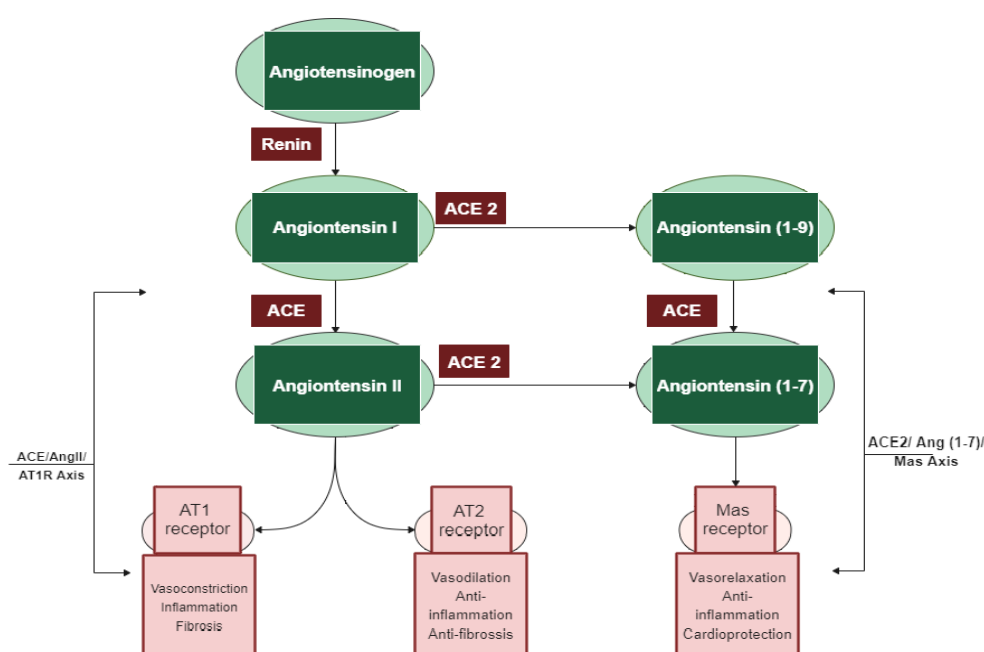 Angiotensinogen
Renin
Angiontensin I
ACE 2
Angiontensin (1-9)
ACE
ACE
Angiontensin II
ACE 2
Angiontensin (1-7)
ACE/AngII/
AT1R Axis
ACE2/ Ang (1-7)/
Mas Axis
AT1
receptor
AT2
receptor
Mas
receptor
Vasoconstriction
Inflammation
Fibrosis
Vasodilation
Anti-
inflammation
Anti-fibrossis
Vasorelaxation
Anti-
inflammation
Cardioprotection